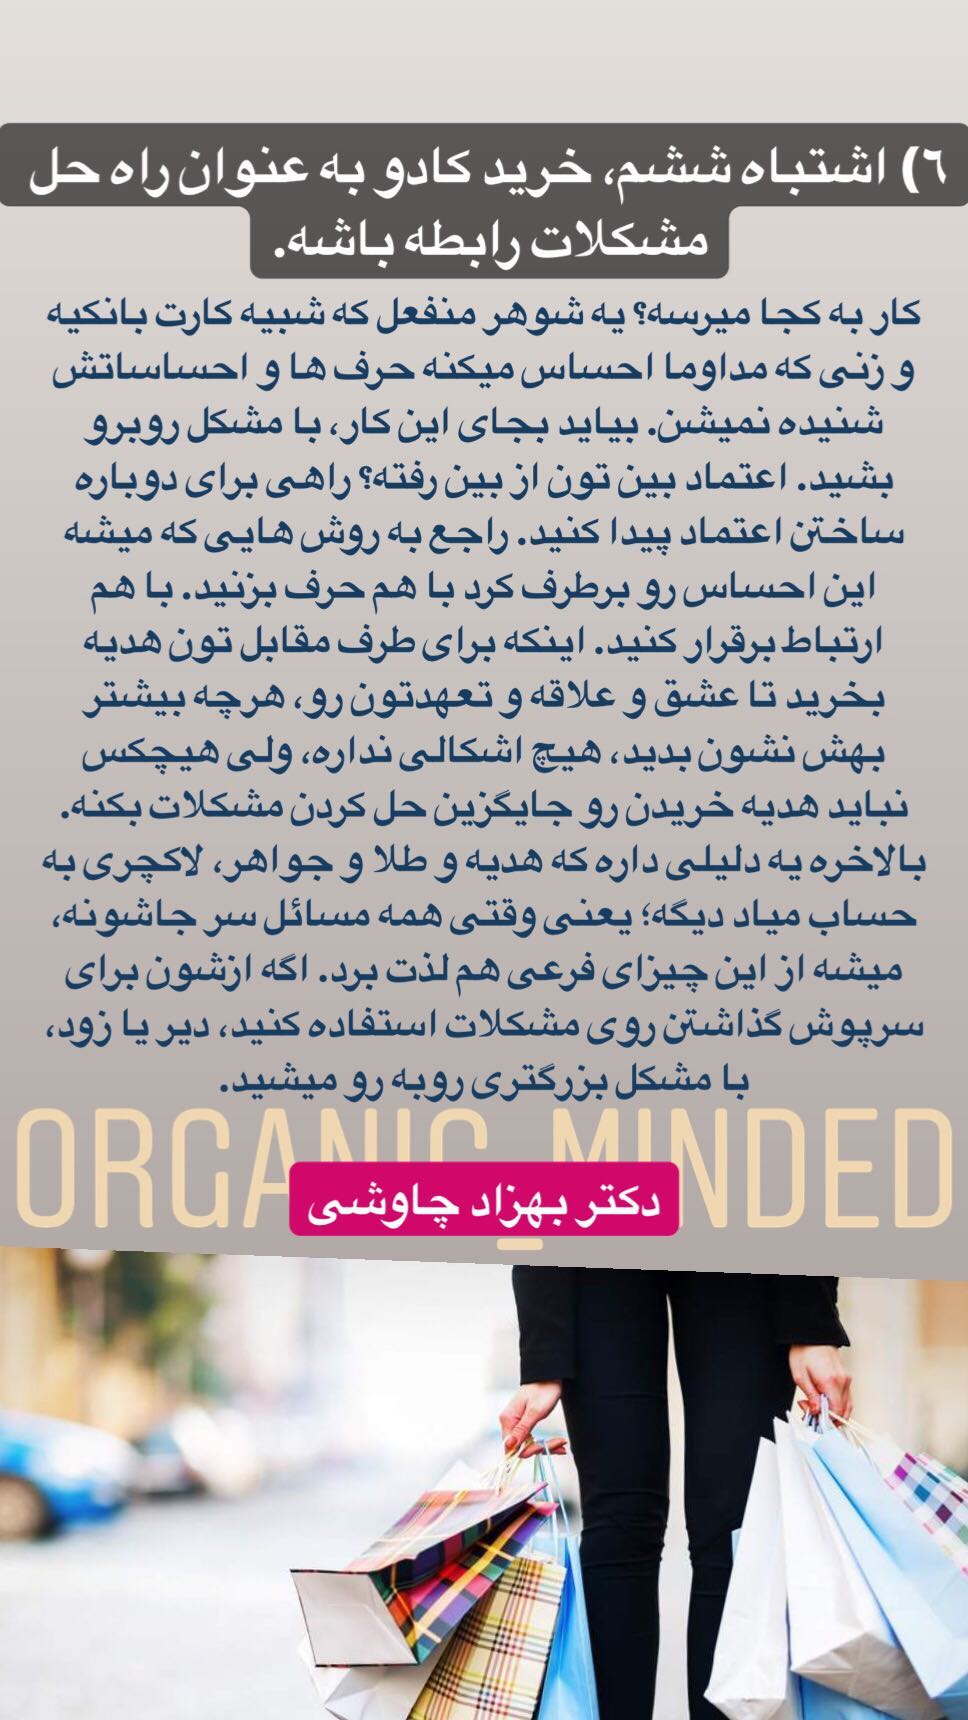 ۶) اشتباه ششم، خرید کادو به عنوان راه حل
مشکلات رابطه باشه.
کار به کجا میرسه؟ یه شوهر منفعل که شبیه کارت بانکیه
و زنی که مداوما احساس میکنه حرف ها و احساساتش
شنیده نمیشن. بیاید بجای این کار، با مشکل روبرو
بشید. اعتماد بین تون از بین رفته؟ راهی برای دوباره
ساختن اعتماد پیدا کنید. راجع به روش هایی که میشه
این احساس رو برطرف کرد با هم حرف بزنید. با هم
ارتباط برقرار کنید. اینکه برای طرف مقابل تون هدیه
بخرید تا عشق و علاقه و تعهدتون رو، هرچه بیشتر
بهش نشون بدید، هیچ اشکالی نداره، ولی هیچکس
نباید هدیه خریدن رو جایگزین حل کردن مشکلات بکنه.
بالاخره یه دلیلی داره که هدیه و طلا و جواهر، لاکچری به
حساب میاد دیگه؛ یعنی وقتی همه مسائل سر جاشونه،
میشه از این چیزای فرعی هم لذت برد. اگه ازشون برای
سرپوش گذاشتن روی مشکلات استفاده کنید، دیر یا زود،
با مشکل بزرگتری روبه رو میشید.
ORGANIC_MINDED
دکتر بهزاد چاوشی